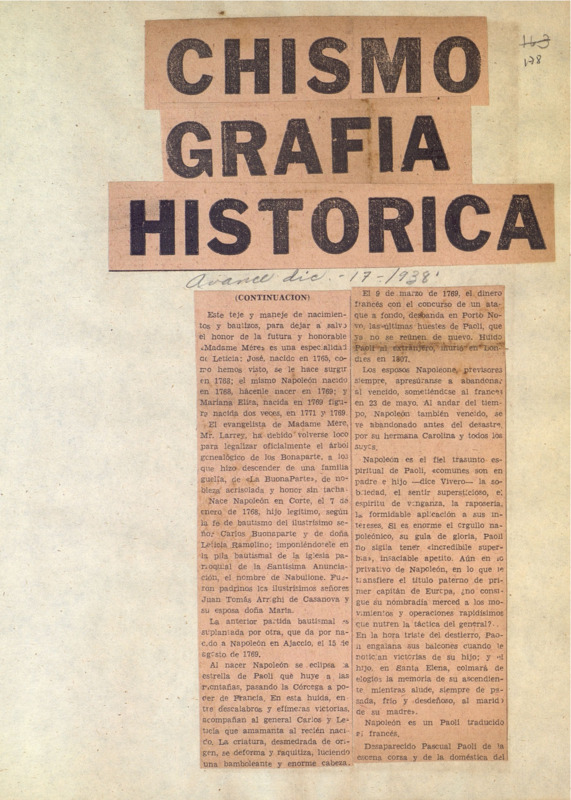 163
178
CHISMO
GRAFIA
HISTORICA
Avance dic. - 17 - /938.
(CONTINUACION)
Este teje y maneje de nacimien-
tos y bautizos, para dejar a salvo
el honor de la futura y honorable
«Madame Mére» es una especalidad
de Leticia; José, nacido en 1765, co-
mo hemos visto, se le hace surgir
en 1768; el mismo Napoleón nacido
en 1768, hácenle nacer en 1769; y
Mariana Elisa, nacida en 1769 figu-
ra nacida dos veces, en 1771 y 1769.
El evangelista de Madame Mére,
Mr. Larrey, ha debido volverse loco
para legalizar oficialmente el árbol
genealógico de los Bonaparte, a los
que hizo descender de una familia
guelfa, de «La BuonaParte», de no-
bleza acrisolada y honor sin tacha.
Nace Napoleón en Corte, el 7 de
enero de 1768, hijo legítimo, según
la fe de bautismo del ilustrísimo se-
ñor Carlos Buonaparte y de doña
Leticia Ramolino; imponiéndosele en
la pila bautismal de la iglesia pa-
rroquial de la Santísima Anuncia-
ción, el nombre de Nabulione. Fue-
ron padrinos los ilustrísimos señores
Juan Tomás Arrighi de Casanova y
su esposa doña María.
La anterior partida bautismal es
suplantada por otra, que da por na-
cido a Napoleón en Ajaccio, el 15 de
agosto de 1769.
Al nacer Napoleón se eclipsa la
estrella de Paoli que huye a las
montañas, pasando la Córcega a po-
der de Francia. En esta huida, en-
tre descalabros y efímeras victorias,
acompañan al general Carlos y Le-
ticia que amamanta al recién naci-
do. La criatura, desmedrada de ori-
gen, se deforma y raquitiza, luciendo
una bamboleante y enorme cabeza.
El 9 de marzo de 1769, el dinero
francés con el concurso de un ata-
que a fondo, desbanda en Porto No-
vo, las últimas huestes de Paoli, que
ya no se reúnen de nuevo. Huido
Paoli al extranjero, murió en Lon-
dres en 1807.
Los esposos Napoleone, previsores
siempre, apresúranse a abandonar
al vencido, sometiéndose al francés
en 23 de mayo. Al andar del tiem-
po, Napoleón también vencido, se
ve abandonado antes del desastre,
por su hermana Carolina y todos los
suyos.
Napoleón es el fiel trasunto es-
piritual de Paoli, «comunes son en
padre e hijo —dice Vivero— la so-
biedad, el sentir supersticioso, el
espíritu de venganza, la raposería,
la formidable aplicación a sus in-
tereses. Si es enorme el orgullo na-
poleónico, su gula de gloria, Paoli
no sigila tener «incredibile super-
bia», insaciable apetito. Aún en lo
privativo de Napoleón, en lo que le
transfiere el título paterno de pri-
mer capitán de Europa, ¿no consi-
gue su nombradía merced a los mo-
vimientos y operaciones rapidísimos
que nutren la táctica del general?.
En la hora triste del destierro, Pao-
li engalana sus balcones cuando le
notician victorias de su hijo; y el
hijo, en Santa Elena, colmará de
elogios la memoria de su ascendien-
te, mientras alude, siempre de pa-
sada, frío y desdeñoso, al marido
de su madre».
Napoleón es un Paoli traducido
al francés.
Desaparecido Pascual Paoli de la
escena corsa y de la doméstica del